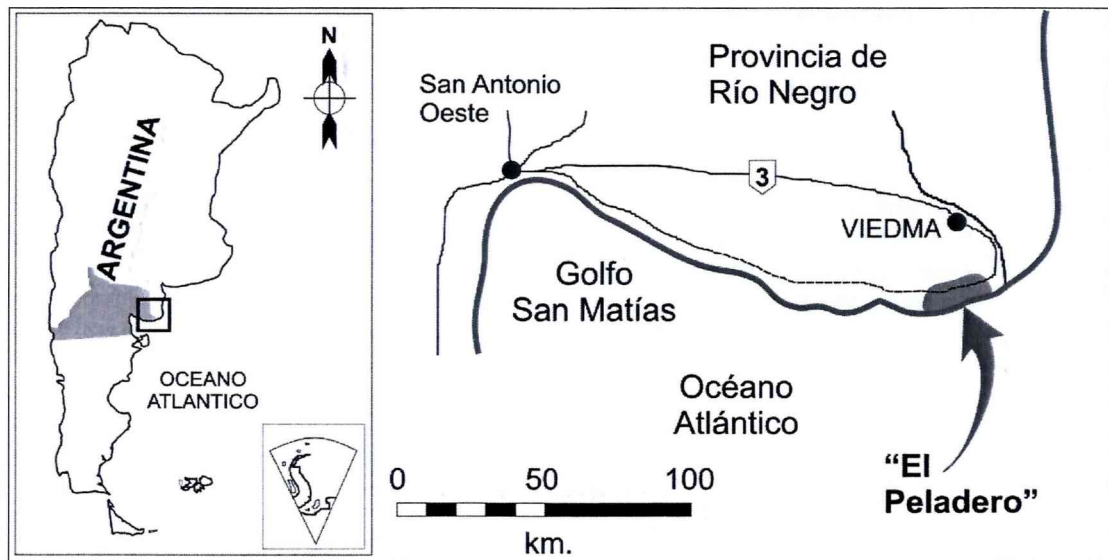 N
ARGENTINA
OCEANO
ATLANTICO
San Antonio
Oeste
Provincia de
Río Negro
3
VIEDMA
Golfo
San Matías
Océano
Atlántico
"El
Peladero"
0 50 100
km.